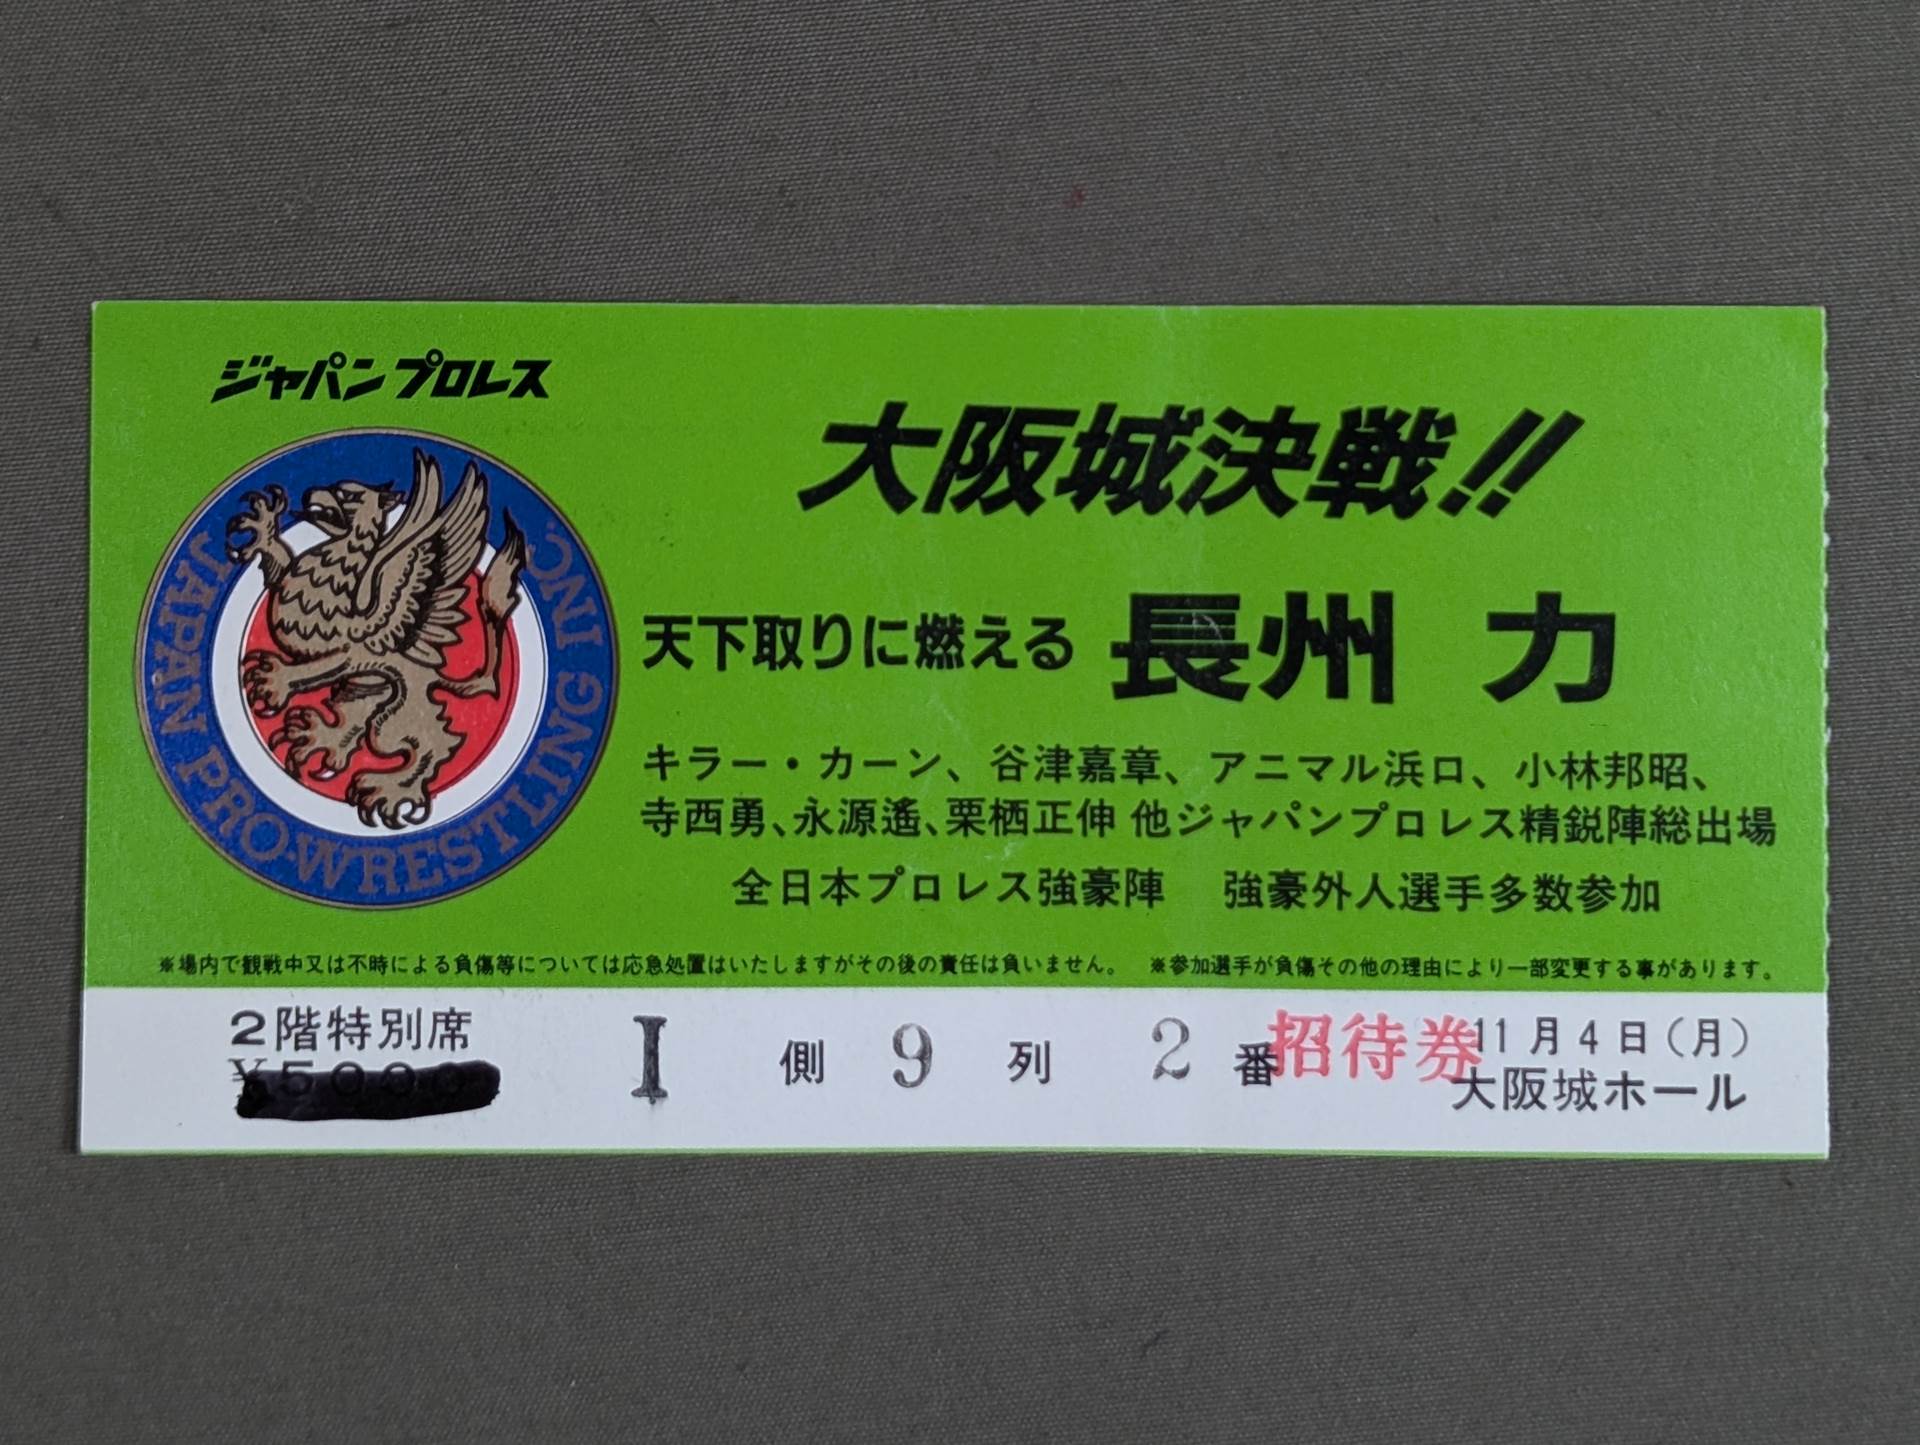 ジャパンプロレス
JAPAN PRO-WRESTLING INC.
大阪城決戦!!
天下取りに燃える 長州 力
キラー・カーン、谷津嘉章、アニマル浜口、小林邦昭、
寺西勇、永源遙、栗栖正伸 他ジャパンプロレス精鋭陣総出場
全日本プロレス強豪陣 強豪外人選手多数参加
※場内で観戦中又は不時による負傷等については応急処置はいたしますがその後の責任は負いません。 ※参加選手が負傷その他の理由により一部変更する事があります。
2階特別席
¥5000
I 側 9 列 2 番
招待券
11月4日(月)
大阪城ホール